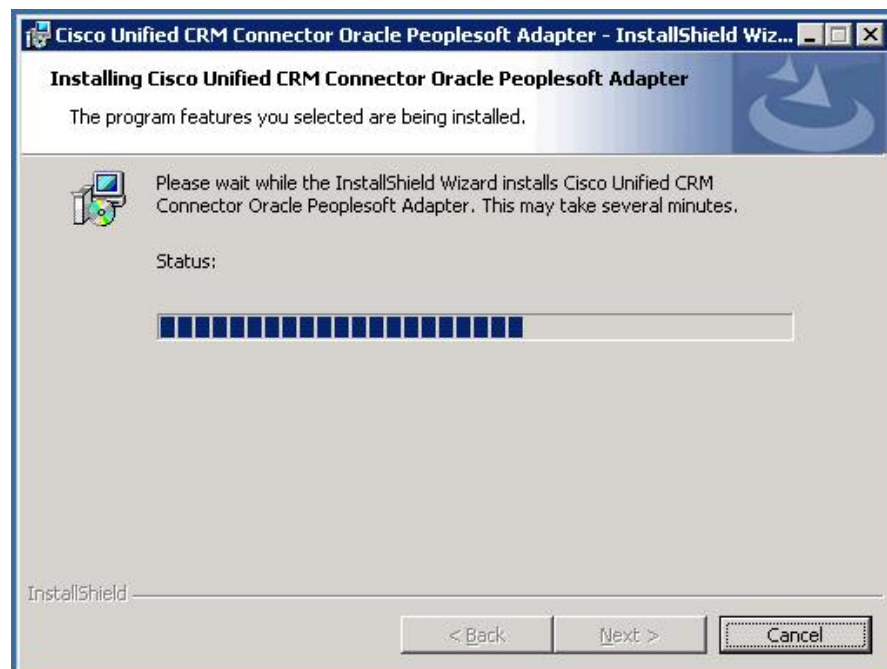 Cisco Unified CRM Connector Oracle Peoplesoft Adapter - InstallShield Wiz...
Installing Cisco Unified CRM Connector Oracle Peoplesoft Adapter
The program features you selected are being installed.
Please wait while the InstallShield Wizard installs Cisco Unified CRM
Connector Oracle Peoplesoft Adapter. This may take several minutes.
Status:
InstallShield
< Back
Next >
Cancel